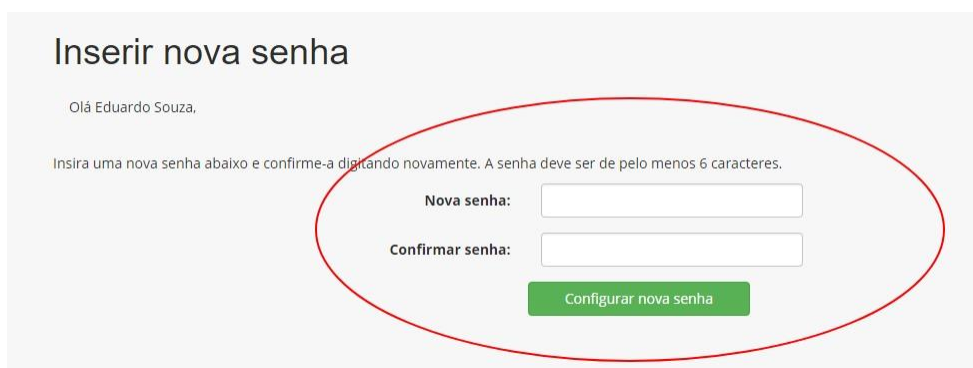 Inserir nova senha
Olá Eduardo Souza,
Insira uma nova senha abaixo e confirme-a digitando novamente. A senha deve ser de pelo menos 6 caracteres.
Nova senha:
Confirmar senha:
Configurar nova senha